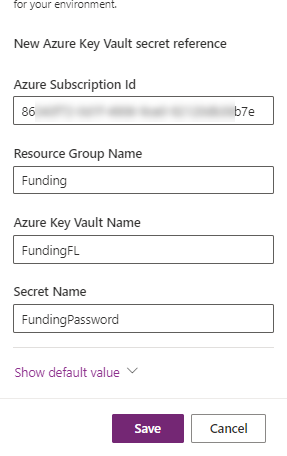 for your environment.
New Azure Key Vault secret reference
Azure Subscription Id
86 b7e
Resource Group Name
Funding
Azure Key Vault Name
FundingFL
Secret Name
FundingPassword
Show default value
Save Cancel